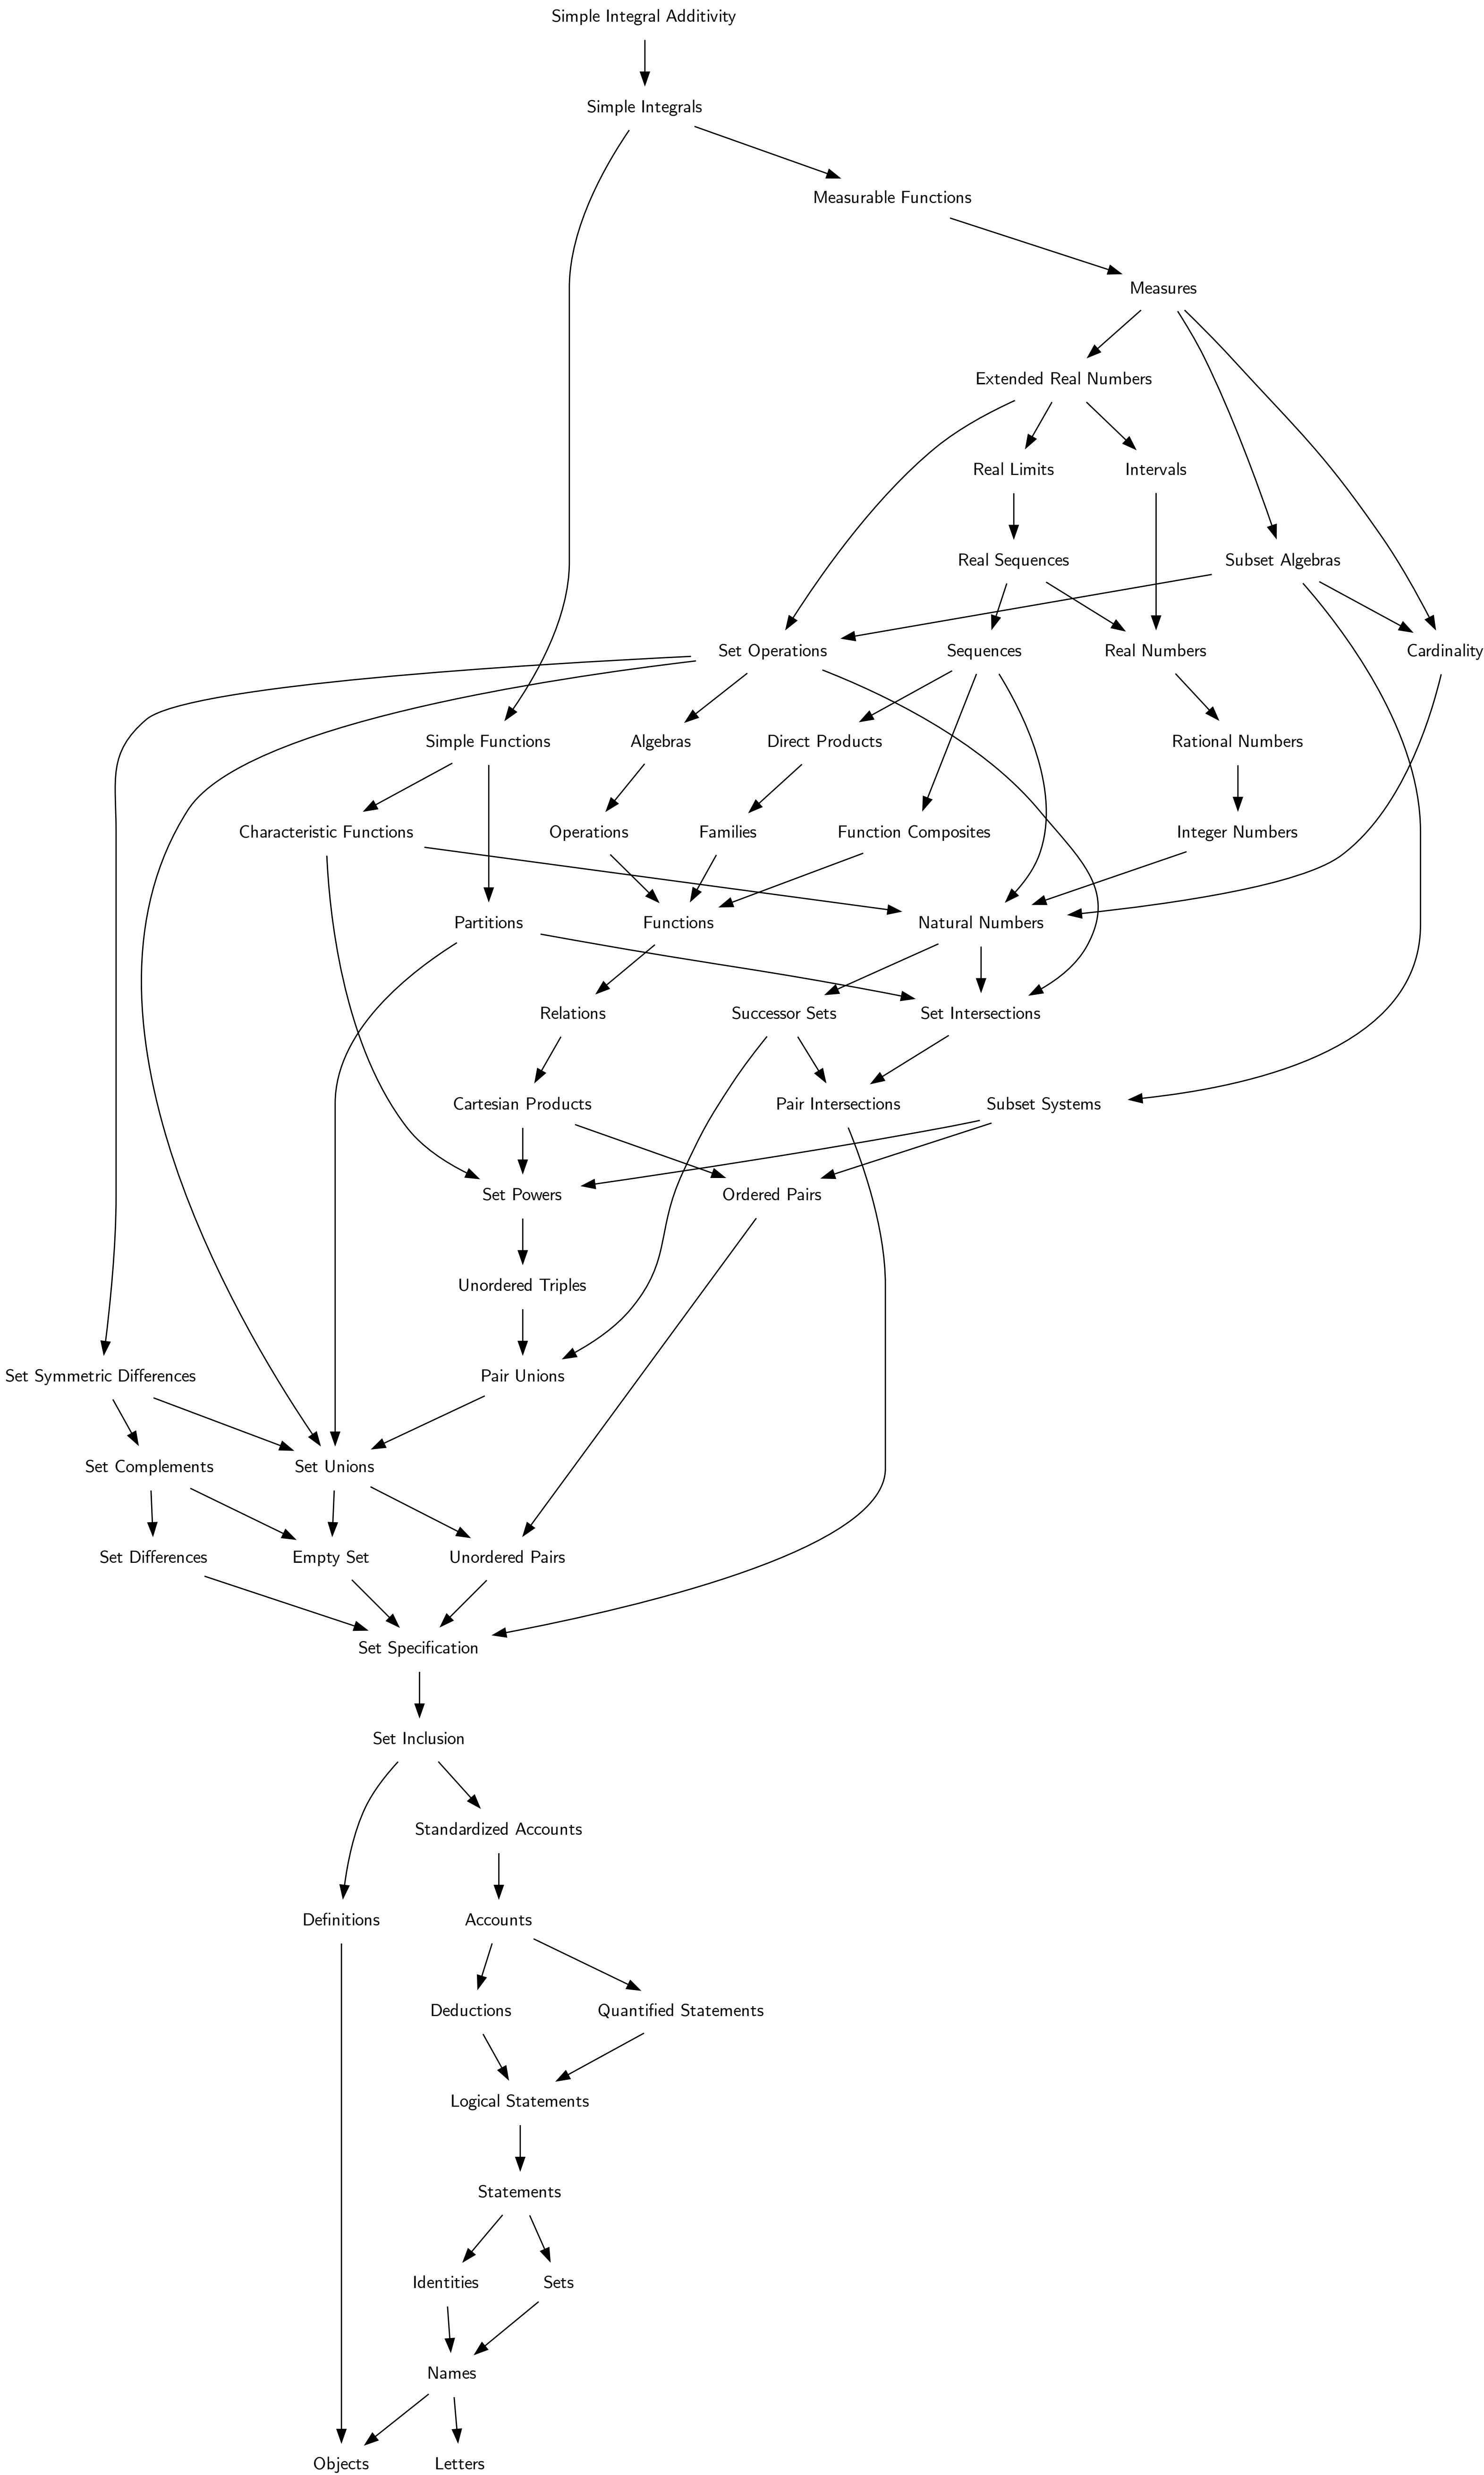 Simple Integral Additivity
Simple Integrals
Measurable Functions
Measures
Extended Real Numbers
Real Limits
Intervals
Real Sequences
Subset Algebras
Set Operations
Sequences
Real Numbers
Cardinality
Simple Functions
Algebras
Direct Products
Rational Numbers
Characteristic Functions
Operations
Families
Function Composites
Integer Numbers
Partitions
Functions
Natural Numbers
Relations
Successor Sets
Set Intersections
Cartesian Products
Pair Intersections
Subset Systems
Set Powers
Ordered Pairs
Unordered Triples
Set Symmetric Differences
Pair Unions
Set Complements
Set Unions
Set Differences
Empty Set
Unordered Pairs
Set Specification
Set Inclusion
Standardized Accounts
Definitions
Accounts
Deductions
Quantified Statements
Logical Statements
Statements
Identities
Sets
Names
Objects
Letters